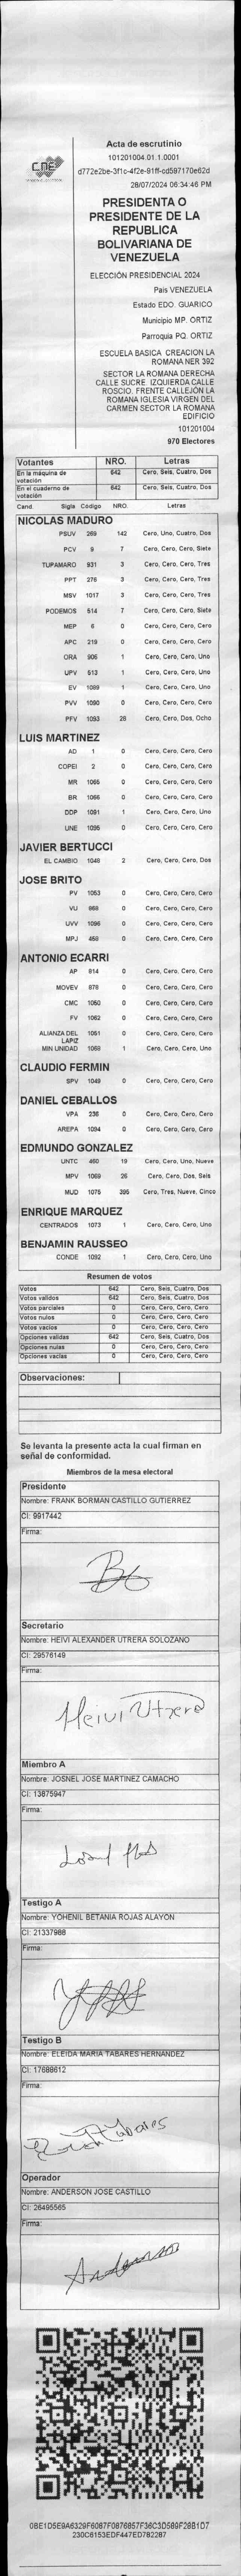 CNE
Acta de escrutinio
101201004.01.1.0001
d772e2be-3f1c-4f2e-91ff-cd597170e62d
28/07/2024 06:34:46 PM
PRESIDENTA O
PRESIDENTE DE LA
REPUBLICA
BOLIVARIANA DE
VENEZUELA
ELECCIÓN PRESIDENCIAL 2024
Pais VENEZUELA
Estado EDO. GUARICO
Municipio MP. ORTIZ
Parroquia PQ. ORTIZ
ESCUELA BASICA CREACION LA
ROMANA NER 392
SECTOR LA ROMANA DERECHA
CALLE SUCRE. IZQUIERDA CALLE
ROSCIO. FRENTE CALLEJÓN LA
ROMANA IGLESIA VIRGEN DEL
CARMEN SECTOR LA ROMANA
EDIFICIO
101201004
970 Electores
Votantes NRO. Letras
En la máquina de votación 642 Cero, Seis, Cuatro, Dos
En el cuaderno de votación 642 Cero, Seis, Cuatro, Dos
Cand. Sigla Código NRO. Letras
NICOLAS MADURO
PSUV 269 142 Cero, Uno, Cuatro, Dos
PCV 9 7 Cero, Cero, Cero, Siete
TUPAMARO 931 3 Cero, Cero, Cero, Tres
PPT 276 3 Cero, Cero, Cero, Tres
MSV 1017 3 Cero, Cero, Cero, Tres
PODEMOS 614 7 Cero, Cero, Cero, Siete
MEP 6 0 Cero, Cero, Cero, Cero
APC 219 0 Cero, Cero, Cero, Cero
ORA 906 1 Cero, Cero, Cero, Uno
UPV 513 1 Cero, Cero, Cero, Uno
EV 1089 1 Cero, Cero, Cero, Uno
PVV 1090 0 Cero, Cero, Cero, Cero
PFV 1093 28 Cero, Cero, Dos, Ocho
LUIS MARTINEZ
AD 1 0 Cero, Cero, Cero, Cero
COPEI 2 0 Cero, Cero, Cero, Cero
MR 1065 0 Cero, Cero, Cero, Cero
BR 1066 0 Cero, Cero, Cero, Cero
DDP 1091 1 Cero, Cero, Cero, Uno
UNE 1095 0 Cero, Cero, Cero, Cero
JAVIER BERTUCCI
EL CAMBIO 1048 2 Cero, Cero, Cero, Dos
JOSE BRITO
PV 1053 0 Cero, Cero, Cero, Cero
VU 968 0 Cero, Cero, Cero, Cero
UVV 1096 0 Cero, Cero, Cero, Cero
MPJ 468 0 Cero, Cero, Cero, Cero
ANTONIO ECARRI
AP 814 0 Cero, Cero, Cero, Cero
MOVEV 878 0 Cero, Cero, Cero, Cero
CMC 1050 0 Cero, Cero, Cero, Cero
FV 1062 0 Cero, Cero, Cero, Cero
ALIANZA DEL LAPIZ 1051 0 Cero, Cero, Cero, Cero
MIN UNIDAD 1068 1 Cero, Cero, Cero, Uno
CLAUDIO FERMIN
SPV 1049 0 Cero, Cero, Cero, Cero
DANIEL CEBALLOS
VPA 236 0 Cero, Cero, Cero, Cero
AREPA 1094 0 Cero, Cero, Cero, Cero
EDMUNDO GONZALEZ
UNTC 460 19 Cero, Cero, Uno, Nueve
MPV 1069 26 Cero, Cero, Dos, Seis
MUD 1075 395 Cero, Tres, Nueve, Cinco
ENRIQUE MARQUEZ
CENTRADOS 1073 1 Cero, Cero, Cero, Uno
BENJAMIN RAUSSEO
CONDE 1092 1 Cero, Cero, Cero, Uno
Resumen de votos
Votos 642 Cero, Seis, Cuatro, Dos
Votos validos 642 Cero, Seis, Cuatro, Dos
Votos parciales 0 Cero, Cero, Cero, Cero
Votos nulos 0 Cero, Cero, Cero, Cero
Votos vacios 0 Cero, Cero, Cero, Cero
Opciones validas 642 Cero, Seis, Cuatro, Dos
Opciones nulas 0 Cero, Cero, Cero, Cero
Opciones vacias 0 Cero, Cero, Cero, Cero
Observaciones:
Se levanta la presente acta la cual firman en
señal de conformidad.
Miembros de la mesa electoral
Presidente
Nombre: FRANK BORMAN CASTILLO GUTIERREZ
CI: 9917442
Firma:
Secretario
Nombre: HEIVI ALEXANDER UTRERA SOLOZANO
CI: 29576149
Firma:
Heivi Utrera
Miembro A
Nombre: JOSNEL JOSE MARTINEZ CAMACHO
CI: 13875947
Firma:
Testigo A
Nombre: YOHENIL BETANIA ROJAS ALAYON
CI: 21337988
Firma:
Testigo B
Nombre: ELEIDA MARIA TABARES HERNANDEZ
CI: 17688612
Firma:
Operador
Nombre: ANDERSON JOSE CASTILLO
CI: 26495565
Firma:
Anderson
0BE1D5E9A6329F6087F0876857F36C3D589F28B1D7
230C6153EDF447ED782287